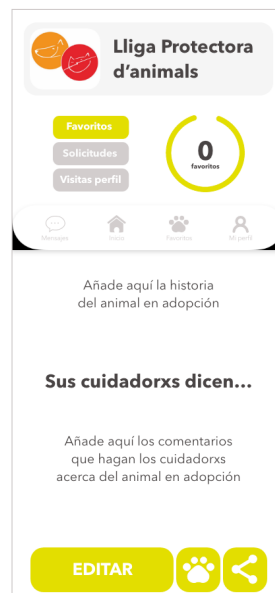 Lliga Protectora
d'animals
Favoritos
Solicitudes
Visitas perfil
0
favoritos
Mensajes
Inicio
Favoritos
Mi perfil
Añade aquí la historia
del animal en adopción
Sus cuidadorxs dicen...
Añade aquí los comentarios
que hagan los cuidadorxs
acerca del animal en adopción
EDITAR